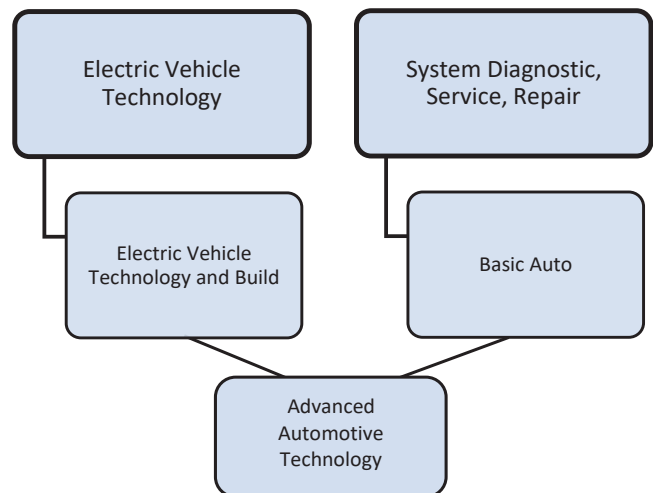 Electric Vehicle
Technology
System Diagnostic,
Service, Repair
Electric Vehicle
Technology and Build
Basic Auto
Advanced
Automotive
Technology